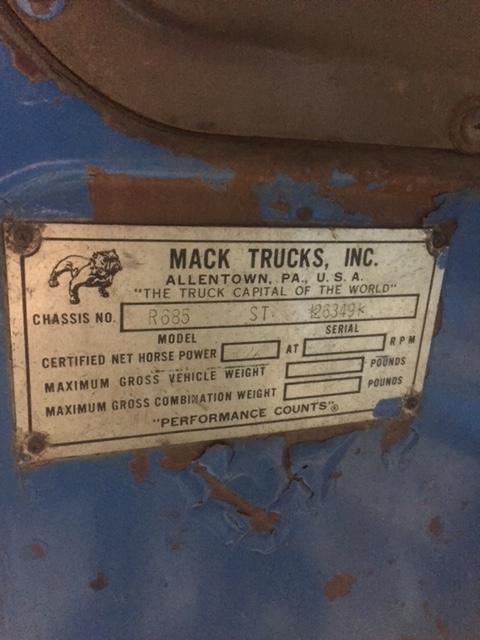 MACK TRUCKS, INC.
ALLENTOWN, PA., U.S.A.
"THE TRUCK CAPITAL OF THE WORLD"
CHASSIS NO. R685 ST *26349*
MODEL SERIAL
CERTIFIED NET HORSE POWER AT RPM
MAXIMUM GROSS VEHICLE WEIGHT POUNDS
MAXIMUM GROSS COMBINATION WEIGHT POUNDS
"PERFORMANCE COUNTS"®